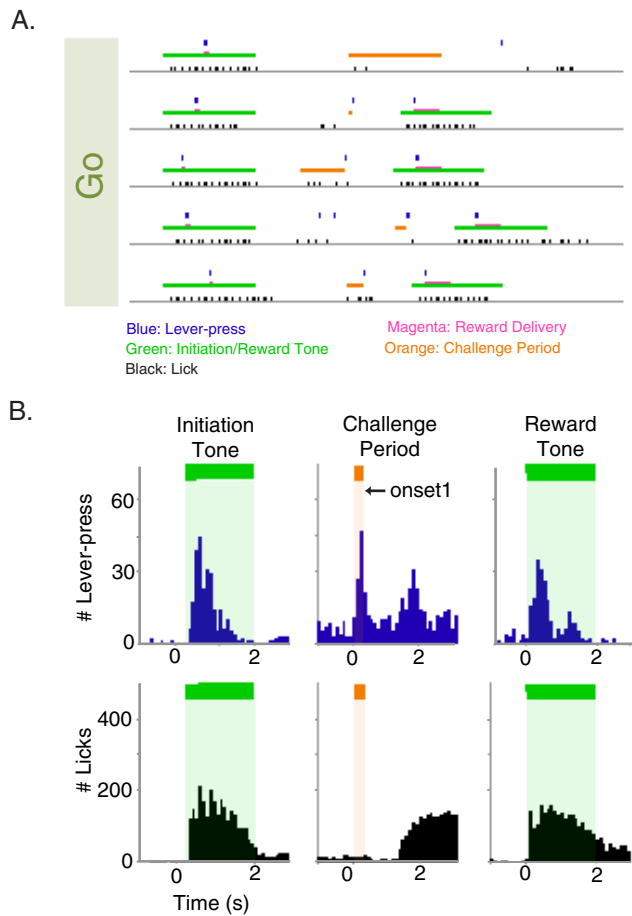 A.
Go
Blue: Lever-press
Magenta: Reward Delivery
Green: Initiation/Reward Tone
Orange: Challenge Period
Black: Lick
B.
Initiation
Tone
Challenge
Period
Reward
Tone
# Lever-press
60
30
0
onset1
0 2
0 2
0 2
# Licks
400
200
0
0 2
0 2
0 2
Time (s)